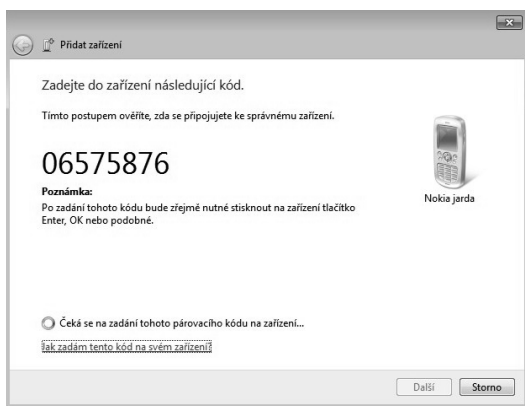 Přidat zařízení
Zadejte do zařízení následující kód.
Tímto postupem ověříte, zda se připojujete ke správnému zařízení.
06575876
Poznámka:
Po zadání tohoto kódu bude zřejmě nutné stisknout na zařízení tlačítko
Enter, OK nebo podobné.
Nokia jarda
Čeká se na zadání tohoto párovacího kódu na zařízení...
Jak zadám tento kód na svém zařízení?
Další
Storno